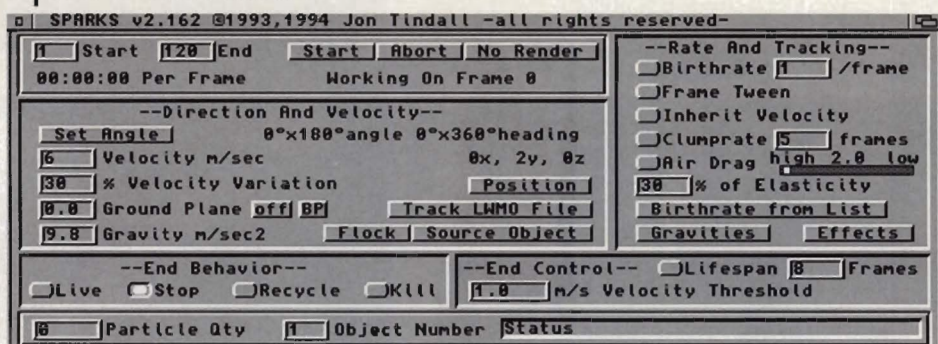 SPARKS v2.162 ©1993,1994 Jon Tindall -all rights reserved-
1 Start 120 End Start Abort No Render
00:00:00 Per Frame Working On Frame 0
--Direction And Velocity--
Set Angle 0°x180°angle 0°x360°heading
6 Velocity m/sec 0x, 2y, 0z
30 % Velocity Variation Position
0.0 Ground Plane off BP Track LWMO File
9.8 Gravity m/sec2 Flock Source Object
--Rate And Tracking--
Birthrate 1 /frame
Frame Tween
Inherit Velocity
Clumprate 5 frames
Air Drag high 2.0 low
30 % of Elasticity
Birthrate from List
Gravities Effects
--End Behavior--
Live Stop Recycle Kill
--End Control-- Lifespan 8 Frames
1.0 m/s Velocity Threshold
0 Particle Qty 1 Object Number Status